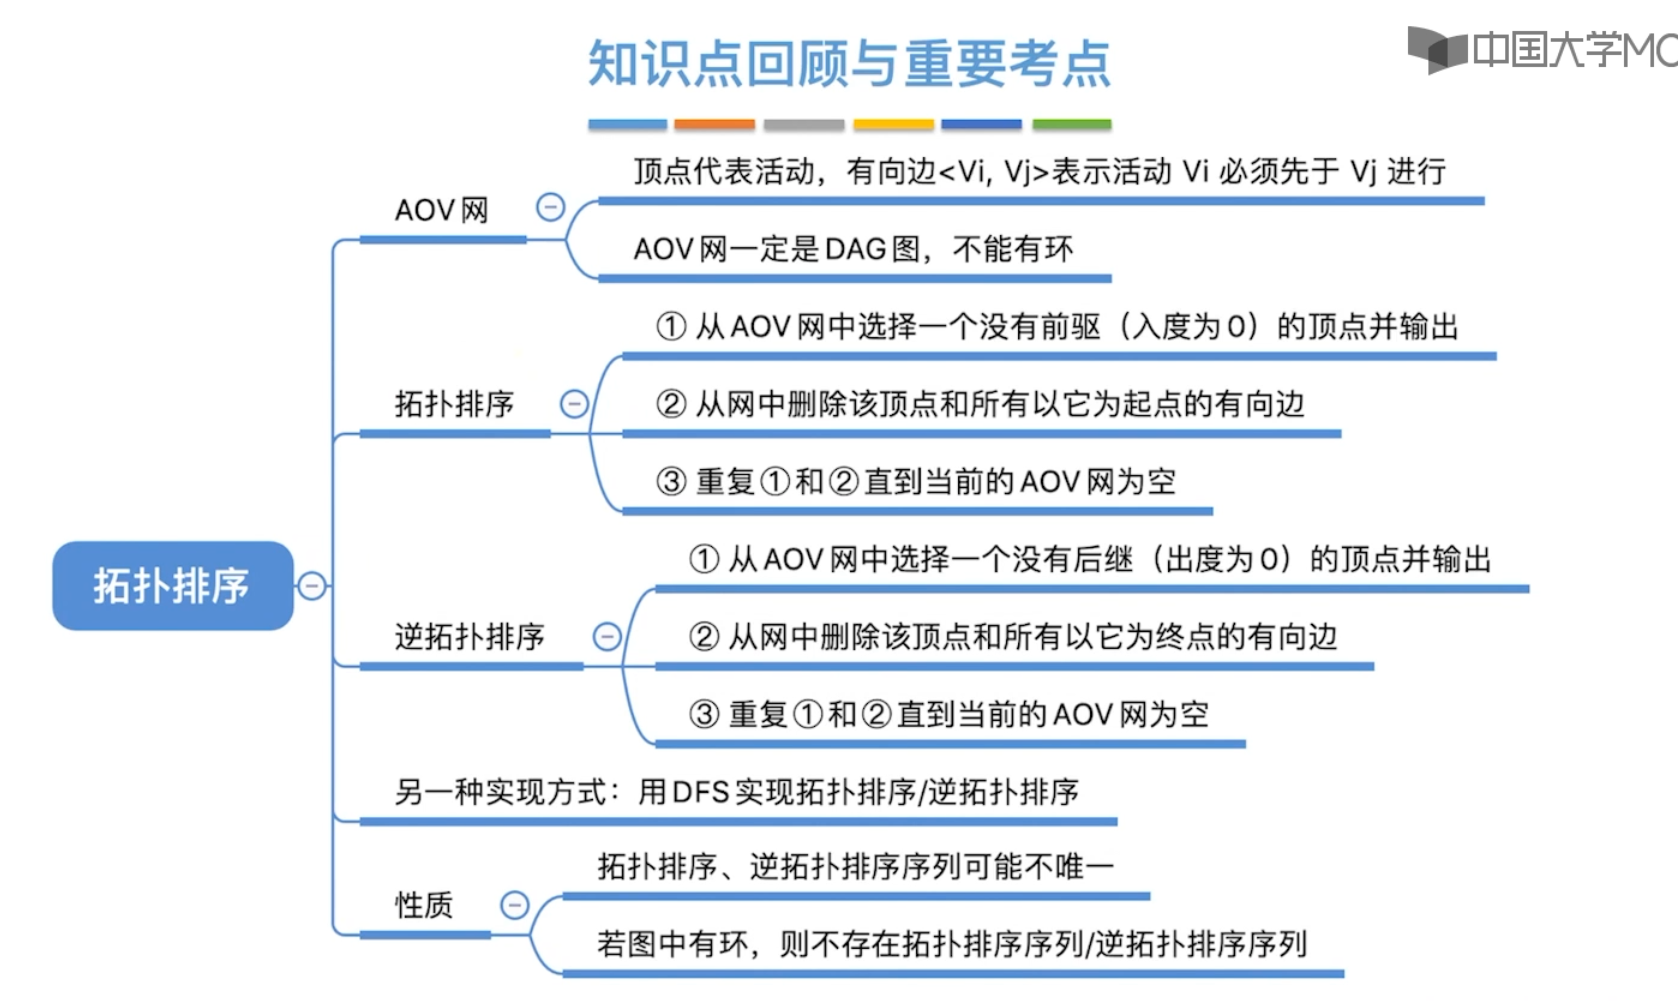 知识点回顾与重要考点
中国大学MO
顶点代表活动，有向边<Vi, Vj>表示活动 Vi 必须先于 Vj 进行
AOV网
AOV网一定是DAG图，不能有环
① 从AOV网中选择一个没有前驱（入度为0）的顶点并输出
拓扑排序
② 从网中删除该顶点和所有以它为起点的有向边
③ 重复①和②直到当前的AOV网为空
① 从AOV网中选择一个没有后继（出度为0）的顶点并输出
拓扑排序
逆拓扑排序
② 从网中删除该顶点和所有以它为终点的有向边
③ 重复①和②直到当前的AOV网为空
另一种实现方式：用DFS实现拓扑排序/逆拓扑排序
拓扑排序、逆拓扑排序序列可能不唯一
性质
若图中有环，则不存在拓扑排序序列/逆拓扑排序序列